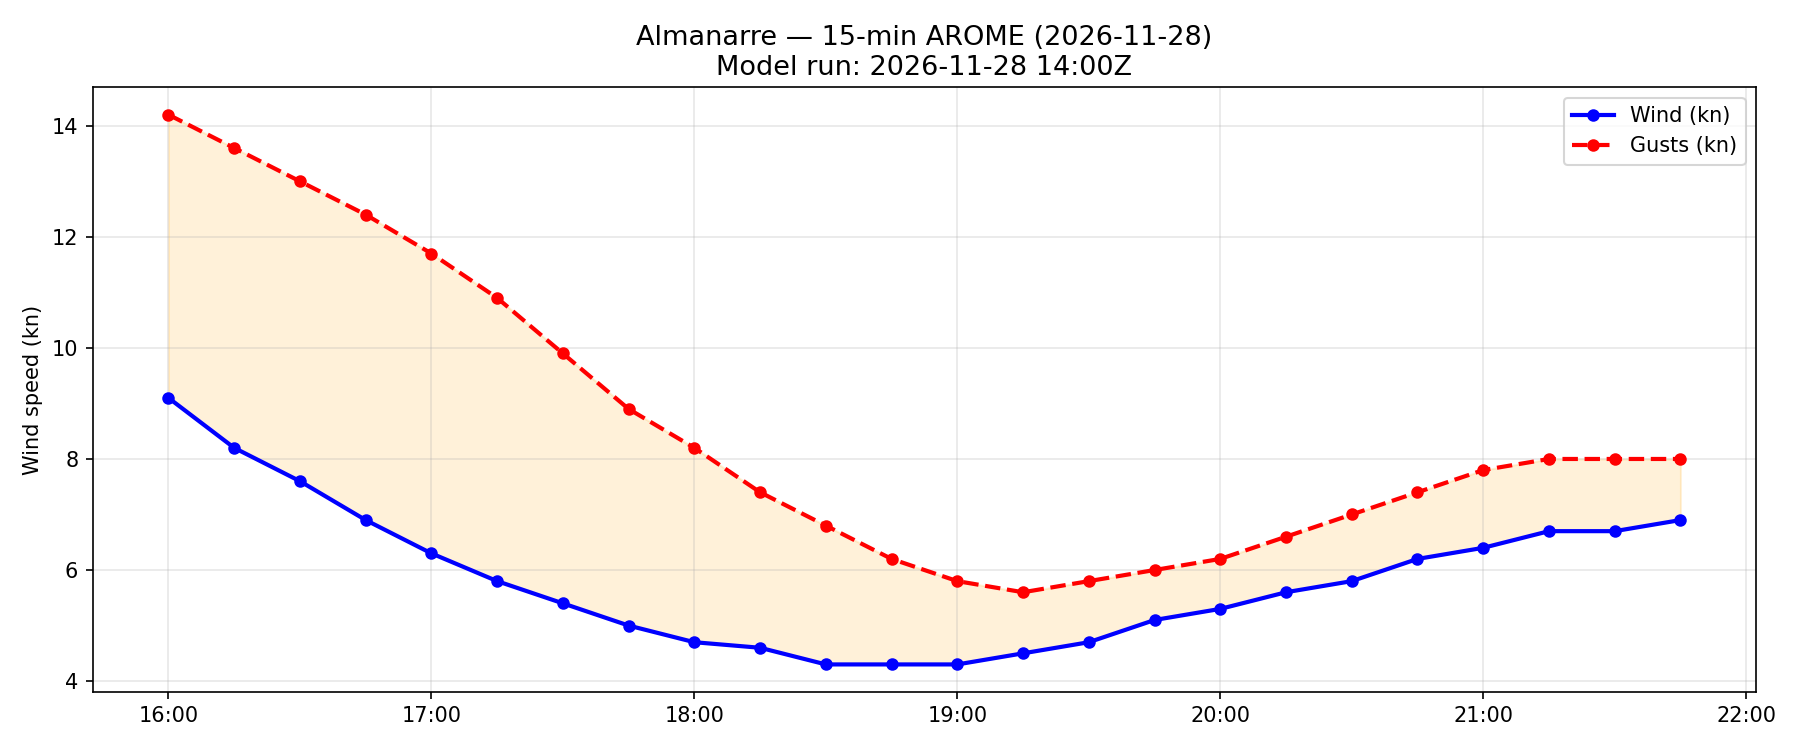 Almanarre — 15-min AROME (2026-11-28)
Model run: 2026-11-28 14:00Z
Wind (kn)
Gusts (kn)
Wind speed (kn)
14
12
10
8
6
4
16:00 17:00 18:00 19:00 20:00 21:00 22:00